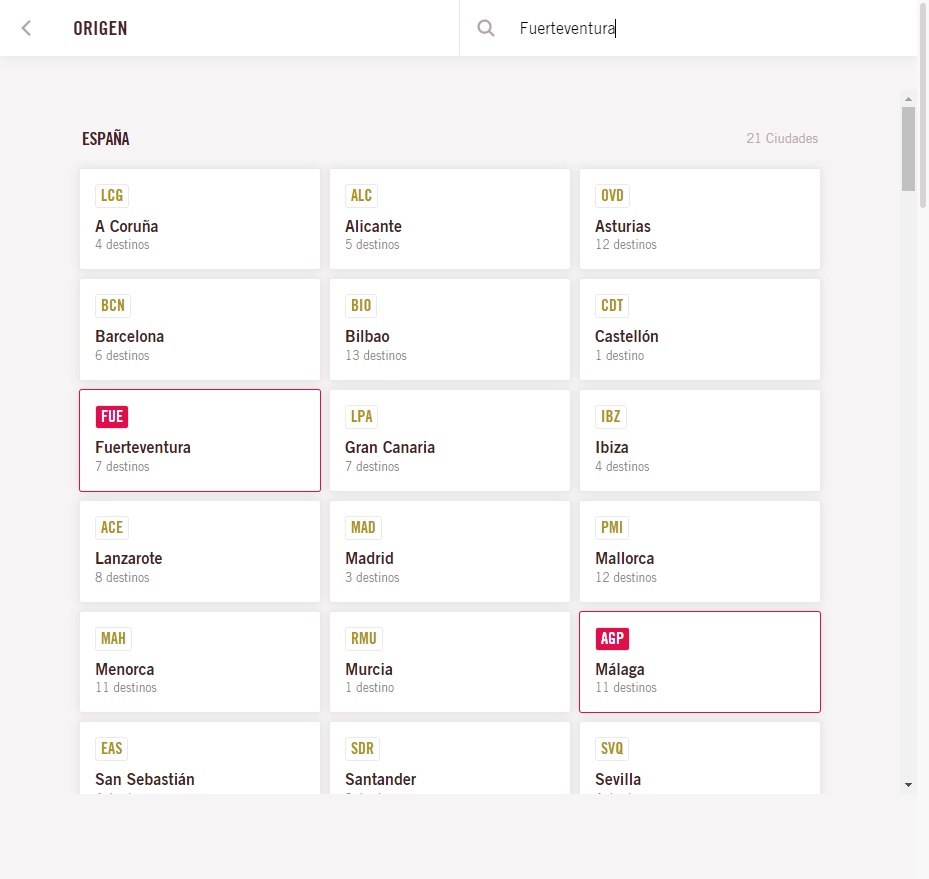 ORIGEN
Fuerteventura
ESPAÑA
21 Ciudades
LCG
A Coruña
4 destinos
ALC
Alicante
5 destinos
OVD
Asturias
12 destinos
BCN
Barcelona
6 destinos
BIO
Bilbao
13 destinos
CDT
Castellón
1 destino
FUE
Fuerteventura
7 destinos
LPA
Gran Canaria
7 destinos
IBZ
Ibiza
4 destinos
ACE
Lanzarote
8 destinos
MAD
Madrid
3 destinos
PMI
Mallorca
12 destinos
MAH
Menorca
11 destinos
RMU
Murcia
1 destino
AGP
Málaga
11 destinos
EAS
San Sebastián
SDR
Santander
SVQ
Sevilla